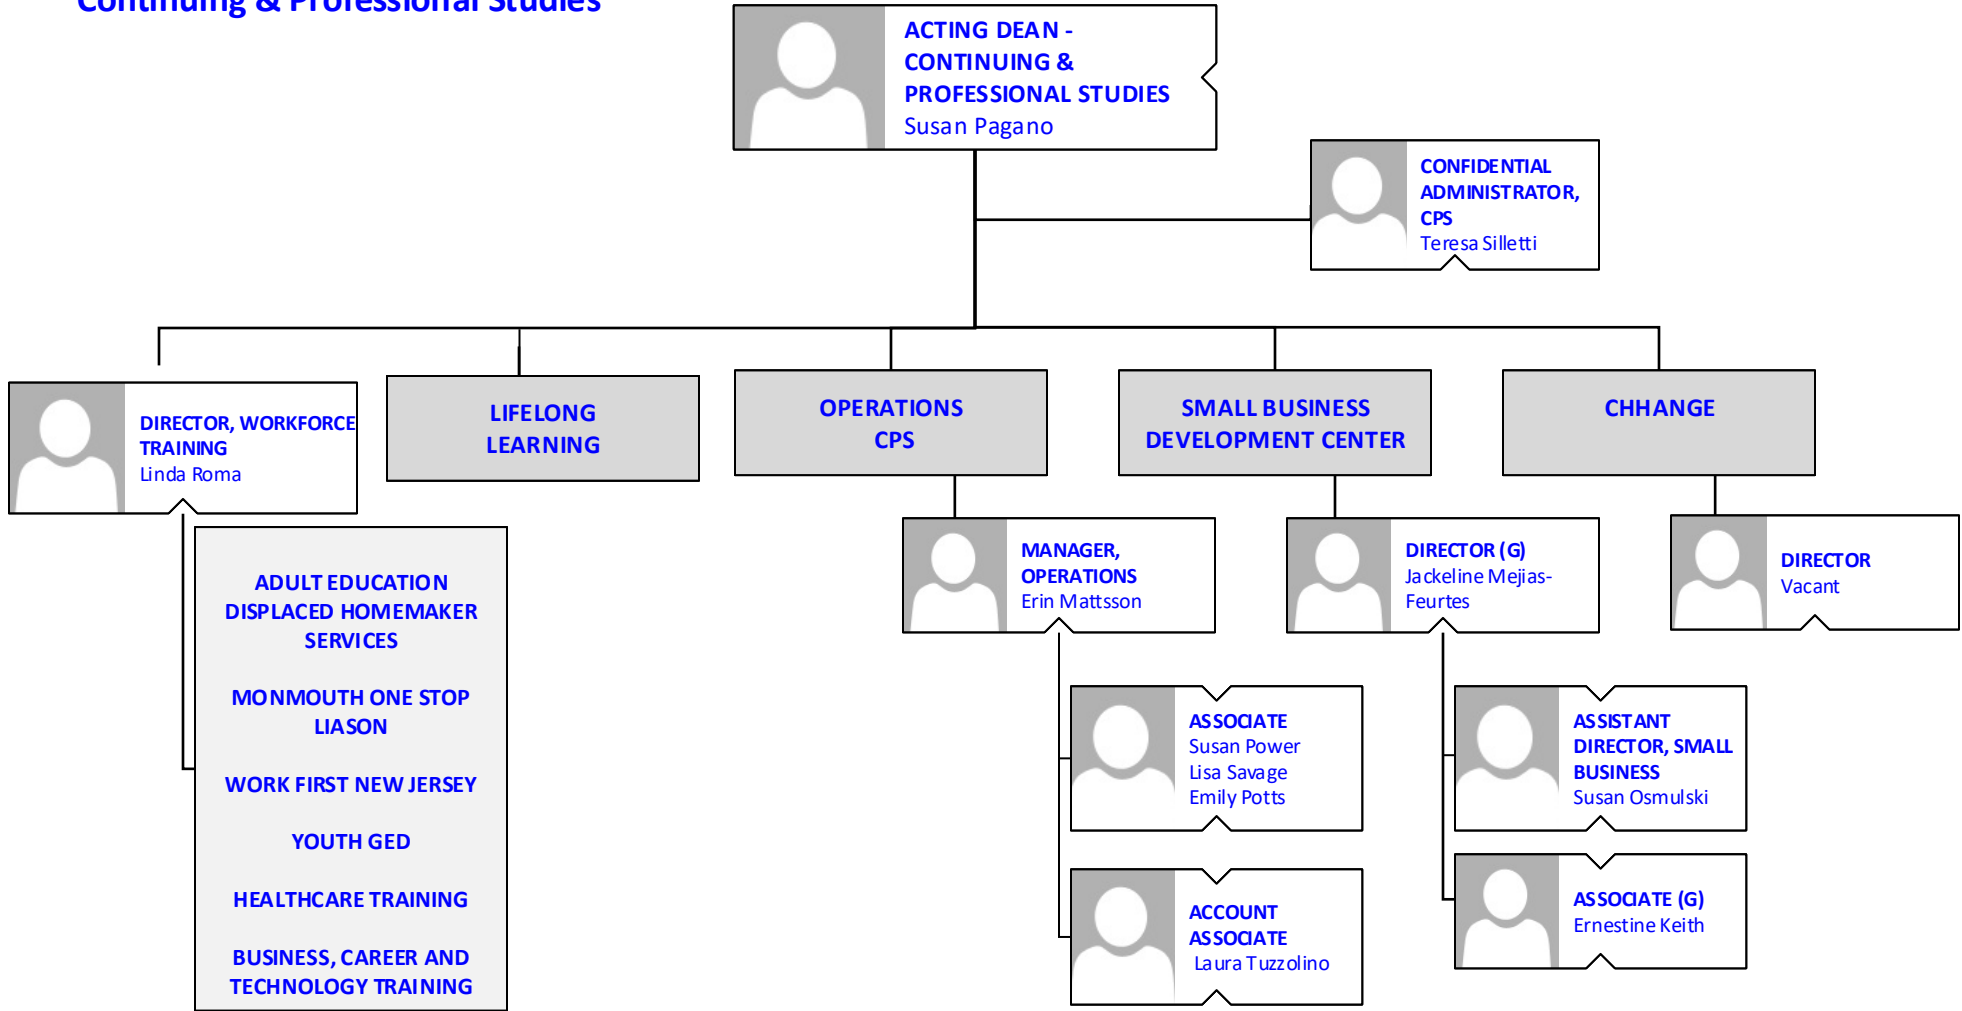 Continuing & Professional Studies
ACTING DEAN -
CONTINUING &
PROFESSIONAL STUDIES
Susan Pagano
CONFIDENTIAL
ADMINISTRATOR,
CPS
Teresa Silletti
DIRECTOR, WORKFORCE
TRAINING
Linda Roma
LIFELONG
LEARNING
OPERATIONS
CPS
SMALL BUSINESS
DEVELOPMENT CENTER
CHHANGE
ADULT EDUCATION
DISPLACED HOMEMAKER
SERVICES
MONMOUTH ONE STOP
LIASON
WORK FIRST NEW JERSEY
YOUTH GED
HEALTHCARE TRAINING
BUSINESS, CAREER AND
TECHNOLOGY TRAINING
MANAGER,
OPERATIONS
Erin Mattsson
DIRECTOR (G)
Jackeline Mejias-
Feurtes
DIRECTOR
Vacant
ASSOCIATE
Susan Power
Lisa Savage
Emily Potts
ASSISTANT
DIRECTOR, SMALL
BUSINESS
Susan Osmulski
ACCOUNT
ASSOCIATE
Laura Tuzzolino
ASSOCIATE (G)
Ernestine Keith